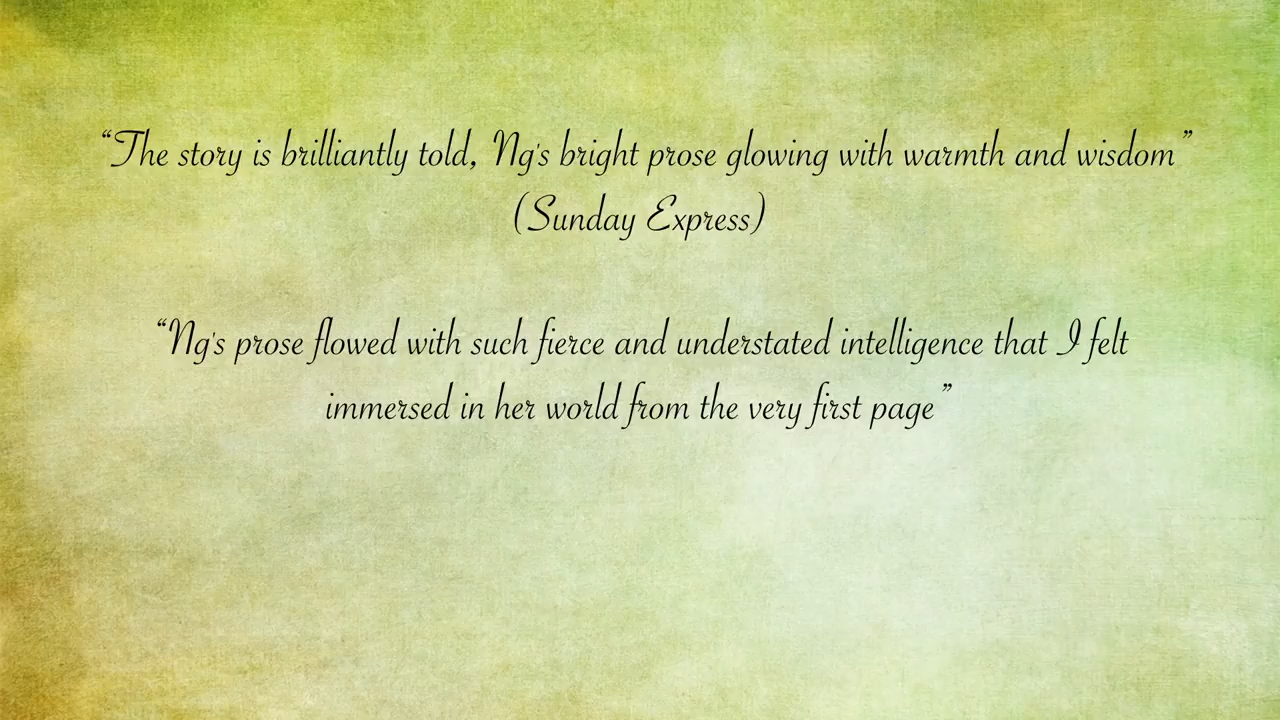 “The story is brilliantly told, Ng's bright prose glowing with warmth and wisdom”
(Sunday Express)
“Ng's prose flowed with such fierce and understated intelligence that I felt
immersed in her world from the very first page”